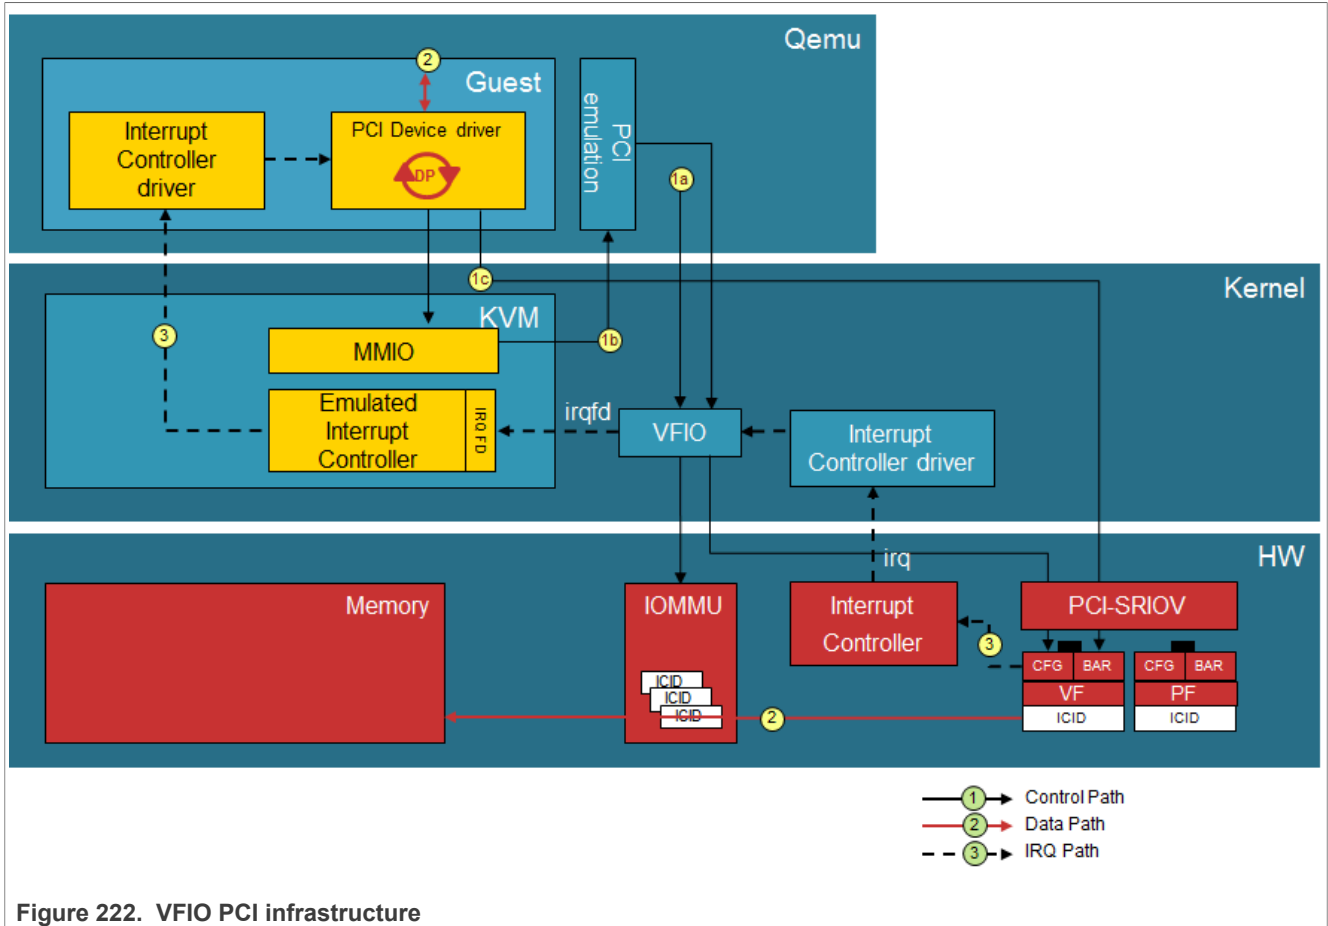 Qemu
2
Guest
PCI
emulation
Interrupt
Controller
driver
PCI Device driver
DP
1a
1c
Kernel
KVM
3
1b
MMIO
Emulated
Interrupt
Controller
IRQ FD
irqfd
VFIO
Interrupt
Controller driver
irq
HW
Memory
IOMMU
Interrupt
Controller
PCI-SRIOV
3
CFG
BAR
CFG
BAR
ICID
ICID
ICID
VF
PF
2
ICID
ICID
1
Control Path
2
Data Path
3
IRQ Path
Figure 222. VFIO PCI infrastructure